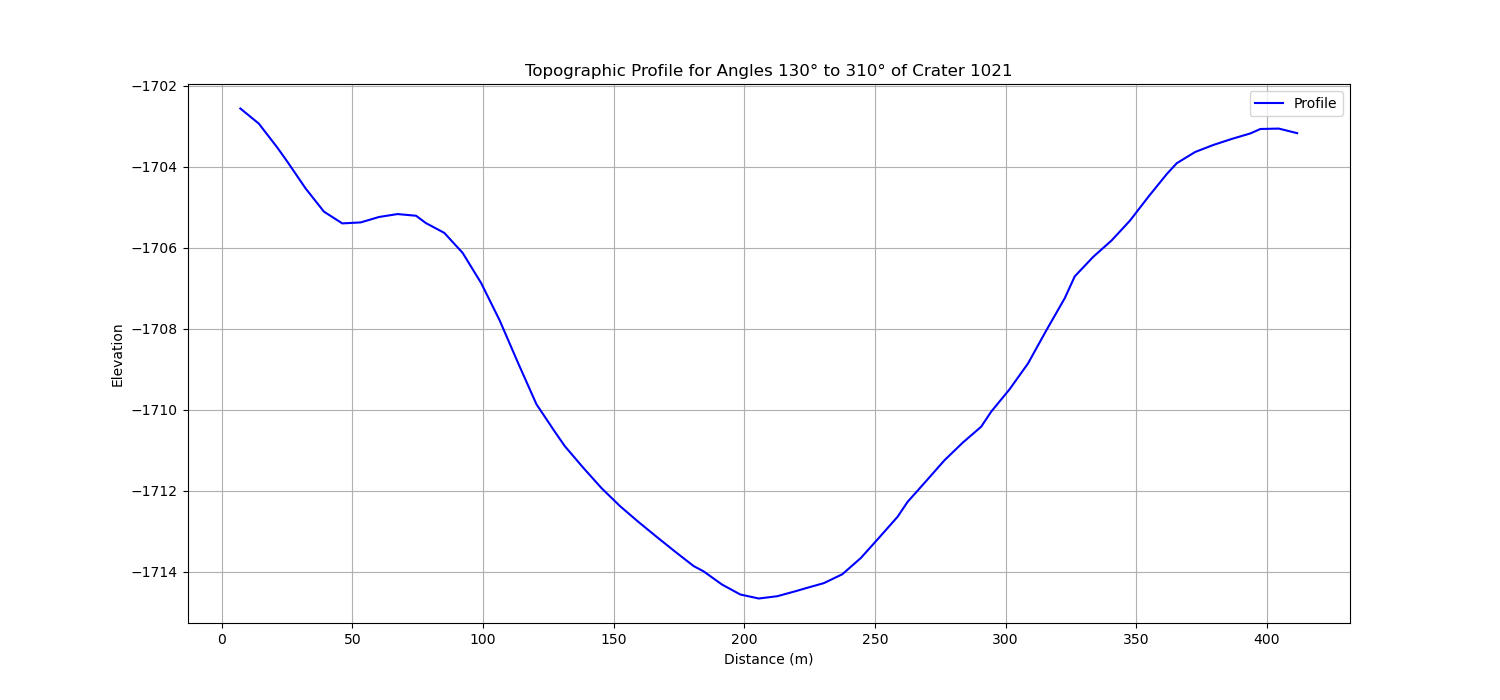 Topographic Profile for Angles 130° to 310° of Crater 1021
Profile
Elevation
−1702
−1704
−1706
−1708
−1710
−1712
−1714
0 50 100 150 200 250 300 350 400
Distance (m)